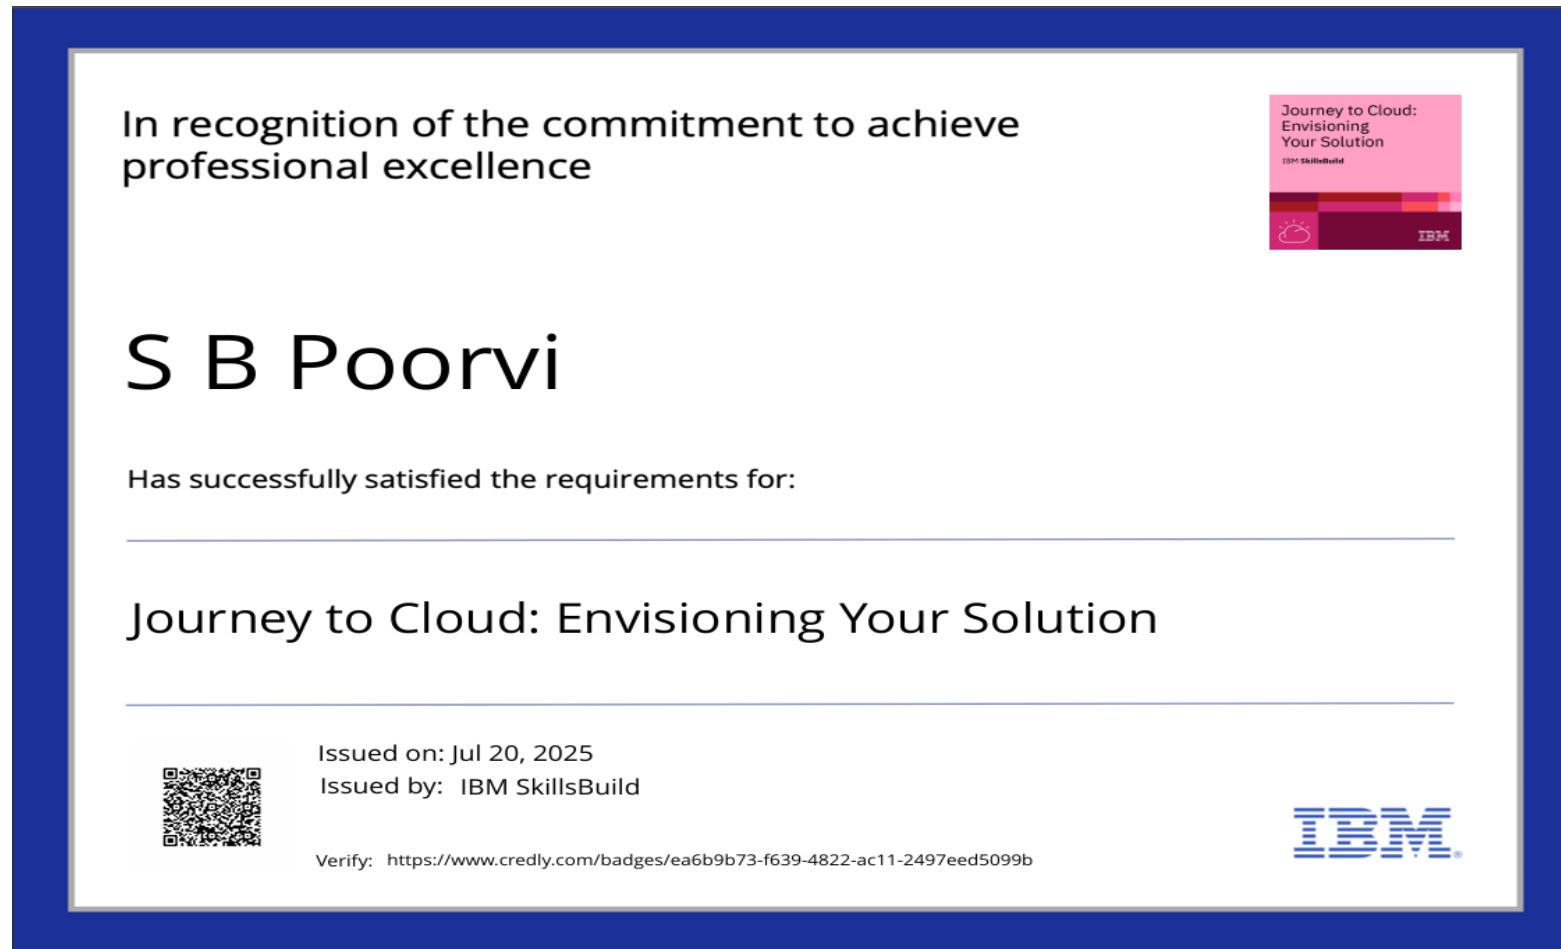 In recognition of the commitment to achieve
professional excellence
Journey to Cloud:
Envisioning
Your Solution
IBM SkillsBuild
IBM
S B Poorvi
Has successfully satisfied the requirements for:
Journey to Cloud: Envisioning Your Solution
Issued on: Jul 20, 2025
Issued by: IBM SkillsBuild
Verify: https://www.credly.com/badges/ea6b9b73-f639-4822-ac11-2497eed5099b
IBM®